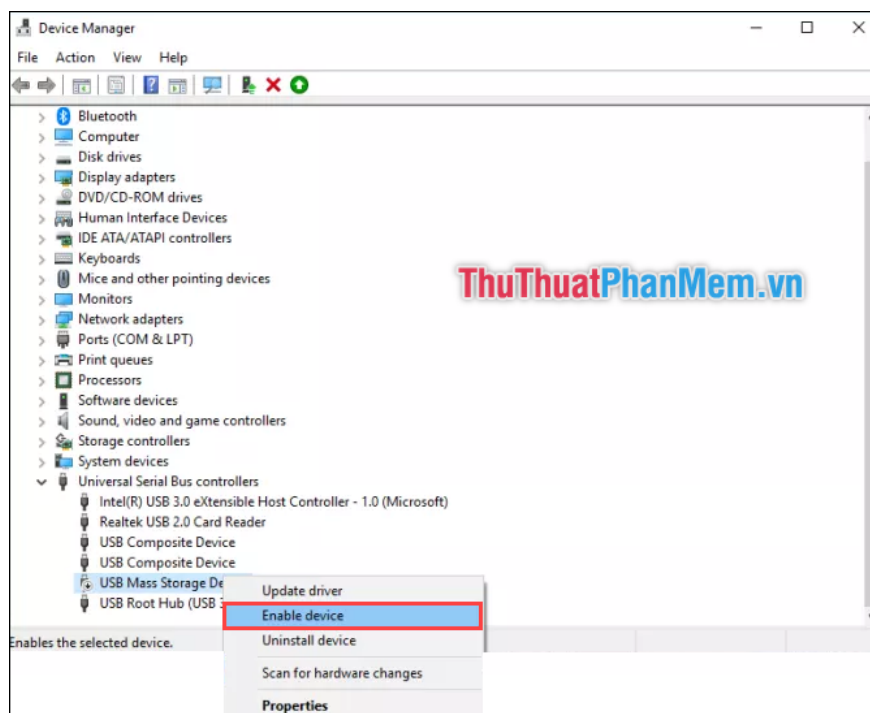 Device Manager
File Action View Help
Bluetooth
Computer
Disk drives
Display adapters
DVD/CD-ROM drives
Human Interface Devices
IDE ATA/ATAPI controllers
Keyboards
Mice and other pointing devices
Monitors
Network adapters
Ports (COM & LPT)
Print queues
Processors
Software devices
Sound, video and game controllers
Storage controllers
System devices
Universal Serial Bus controllers
Intel(R) USB 3.0 eXtensible Host Controller - 1.0 (Microsoft)
Realtek USB 2.0 Card Reader
USB Composite Device
USB Composite Device
USB Mass Storage De
USB Root Hub (USB 3
ThuThuatPhanMem.vn
Update driver
Enable device
Uninstall device
Scan for hardware changes
Properties
Enables the selected device.